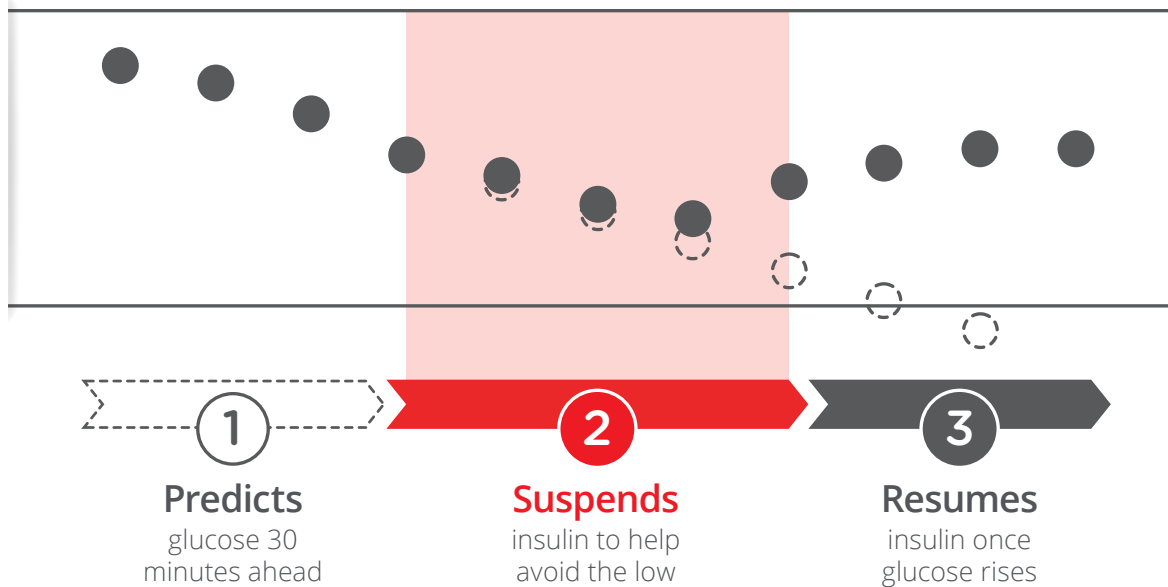 1
Predicts
glucose 30
minutes ahead
2
Suspends
insulin to help
avoid the low
3
Resumes
insulin once
glucose rises